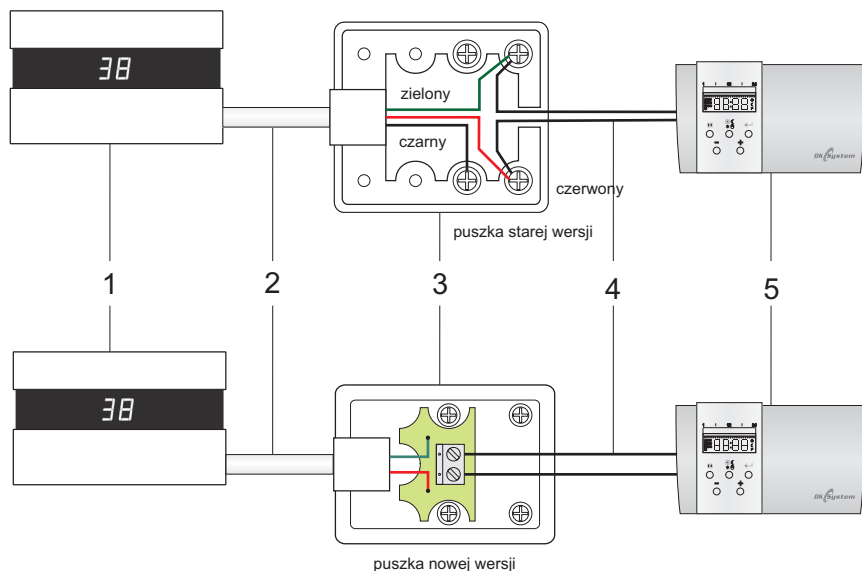 38
zielony
czarny
czerwony
puszka starej wersji
DK System
1
2
3
4
5
38
DK System
puszka nowej wersji